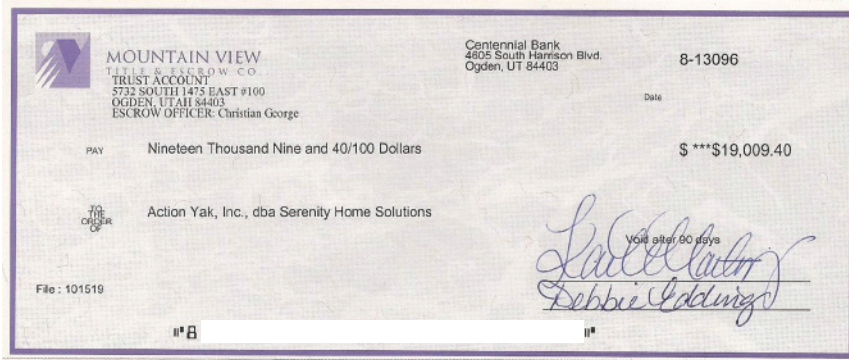 MOUNTAIN VIEW
TITLE & ESCROW CO.
TRUST ACCOUNT
5732 SOUTH 1475 EAST #100
OGDEN, UTAH 84403
ESCROW OFFICER: Christian George
Centennial Bank
4605 South Harrison Blvd.
Ogden, UT 84403
8-13096
Date
PAY
Nineteen Thousand Nine and 40/100 Dollars
$ ***$19,009.40
TO
THE
ORDER
OF
Action Yak, Inc., dba Serenity Home Solutions
Void after 90 days
Debbie Eddings
File : 101519